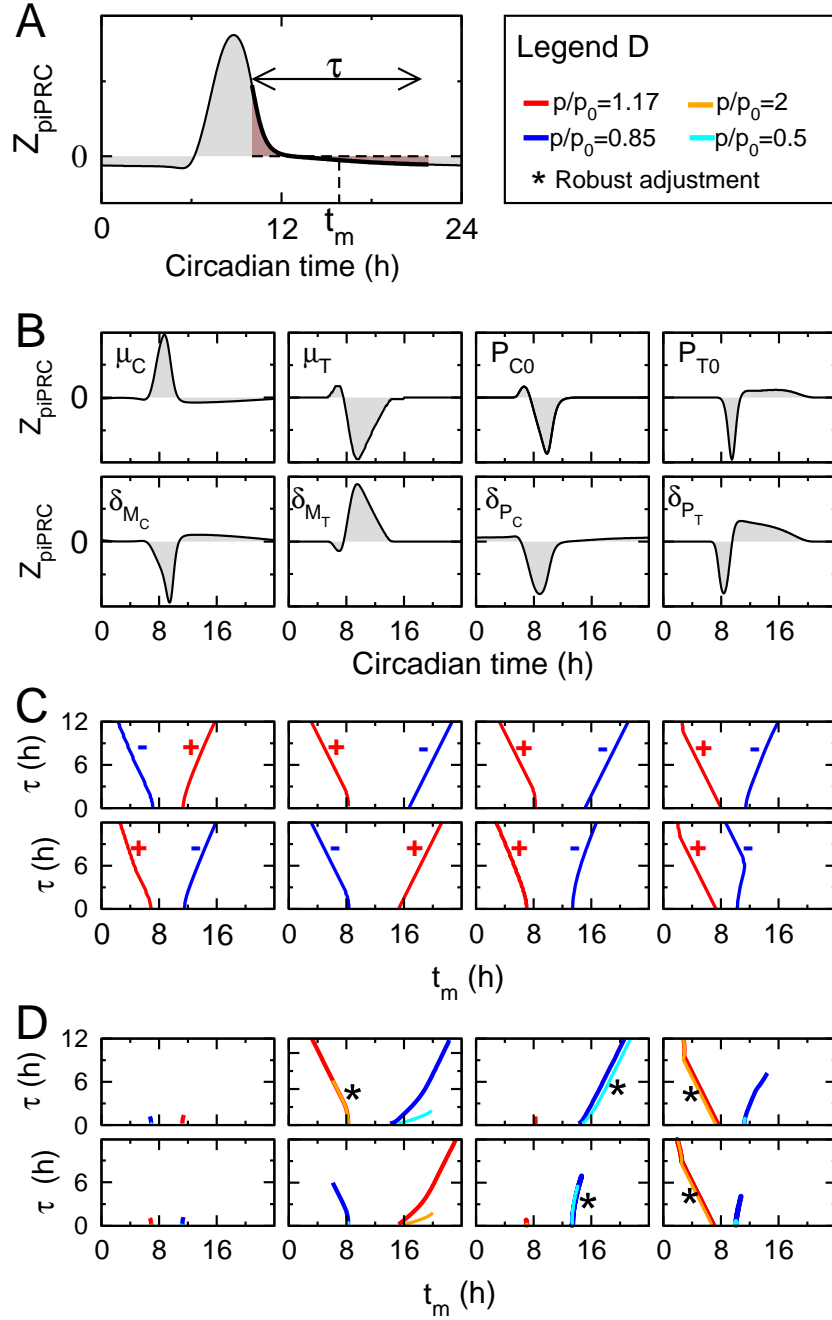 A
Legend D
τ
Z_piPRC
p/p_0=1.17
p/p_0=2
p/p_0=0.85
p/p_0=0.5
* Robust adjustment
0
0 12 24
t_m
Circadian time (h)
B
μ_C μ_T P_C0 P_T0
Z_piPRC
0
δ_M_C δ_M_T δ_P_C δ_P_T
Z_piPRC
0
0 8 16 0 8 16 0 8 16 0 8 16
Circadian time (h)
C
12
τ (h)
6
0
- + + - + - + -
τ (h)
6
0
+ - - + + - + -
0 8 16 0 8 16 0 8 16 0 8 16
t_m (h)
D
12
τ (h)
6
0
* * *
τ (h)
6
0
* *
0 8 16 0 8 16 0 8 16 0 8 16
t_m (h)